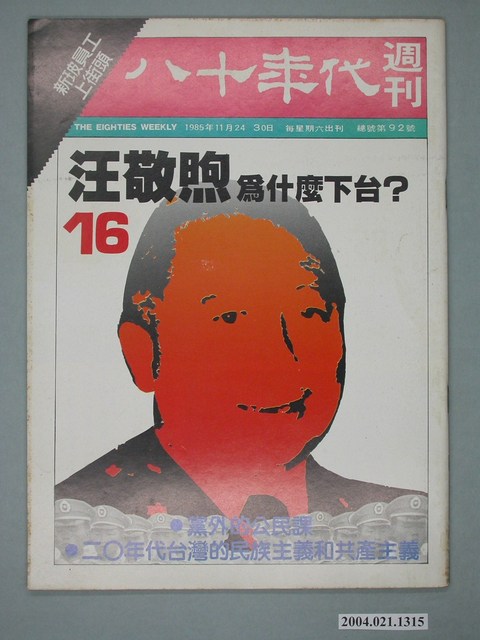 新玻員工
上街頭
八十年代
週刊
THE EIGHTIES WEEKLY 1985年11月24 30日 每星期六出刊 總號第92號
汪敬煦為什麼下台？
16
●黨外的公民課
●二〇年代台灣的民族主義和共產主義
2004.021.1315